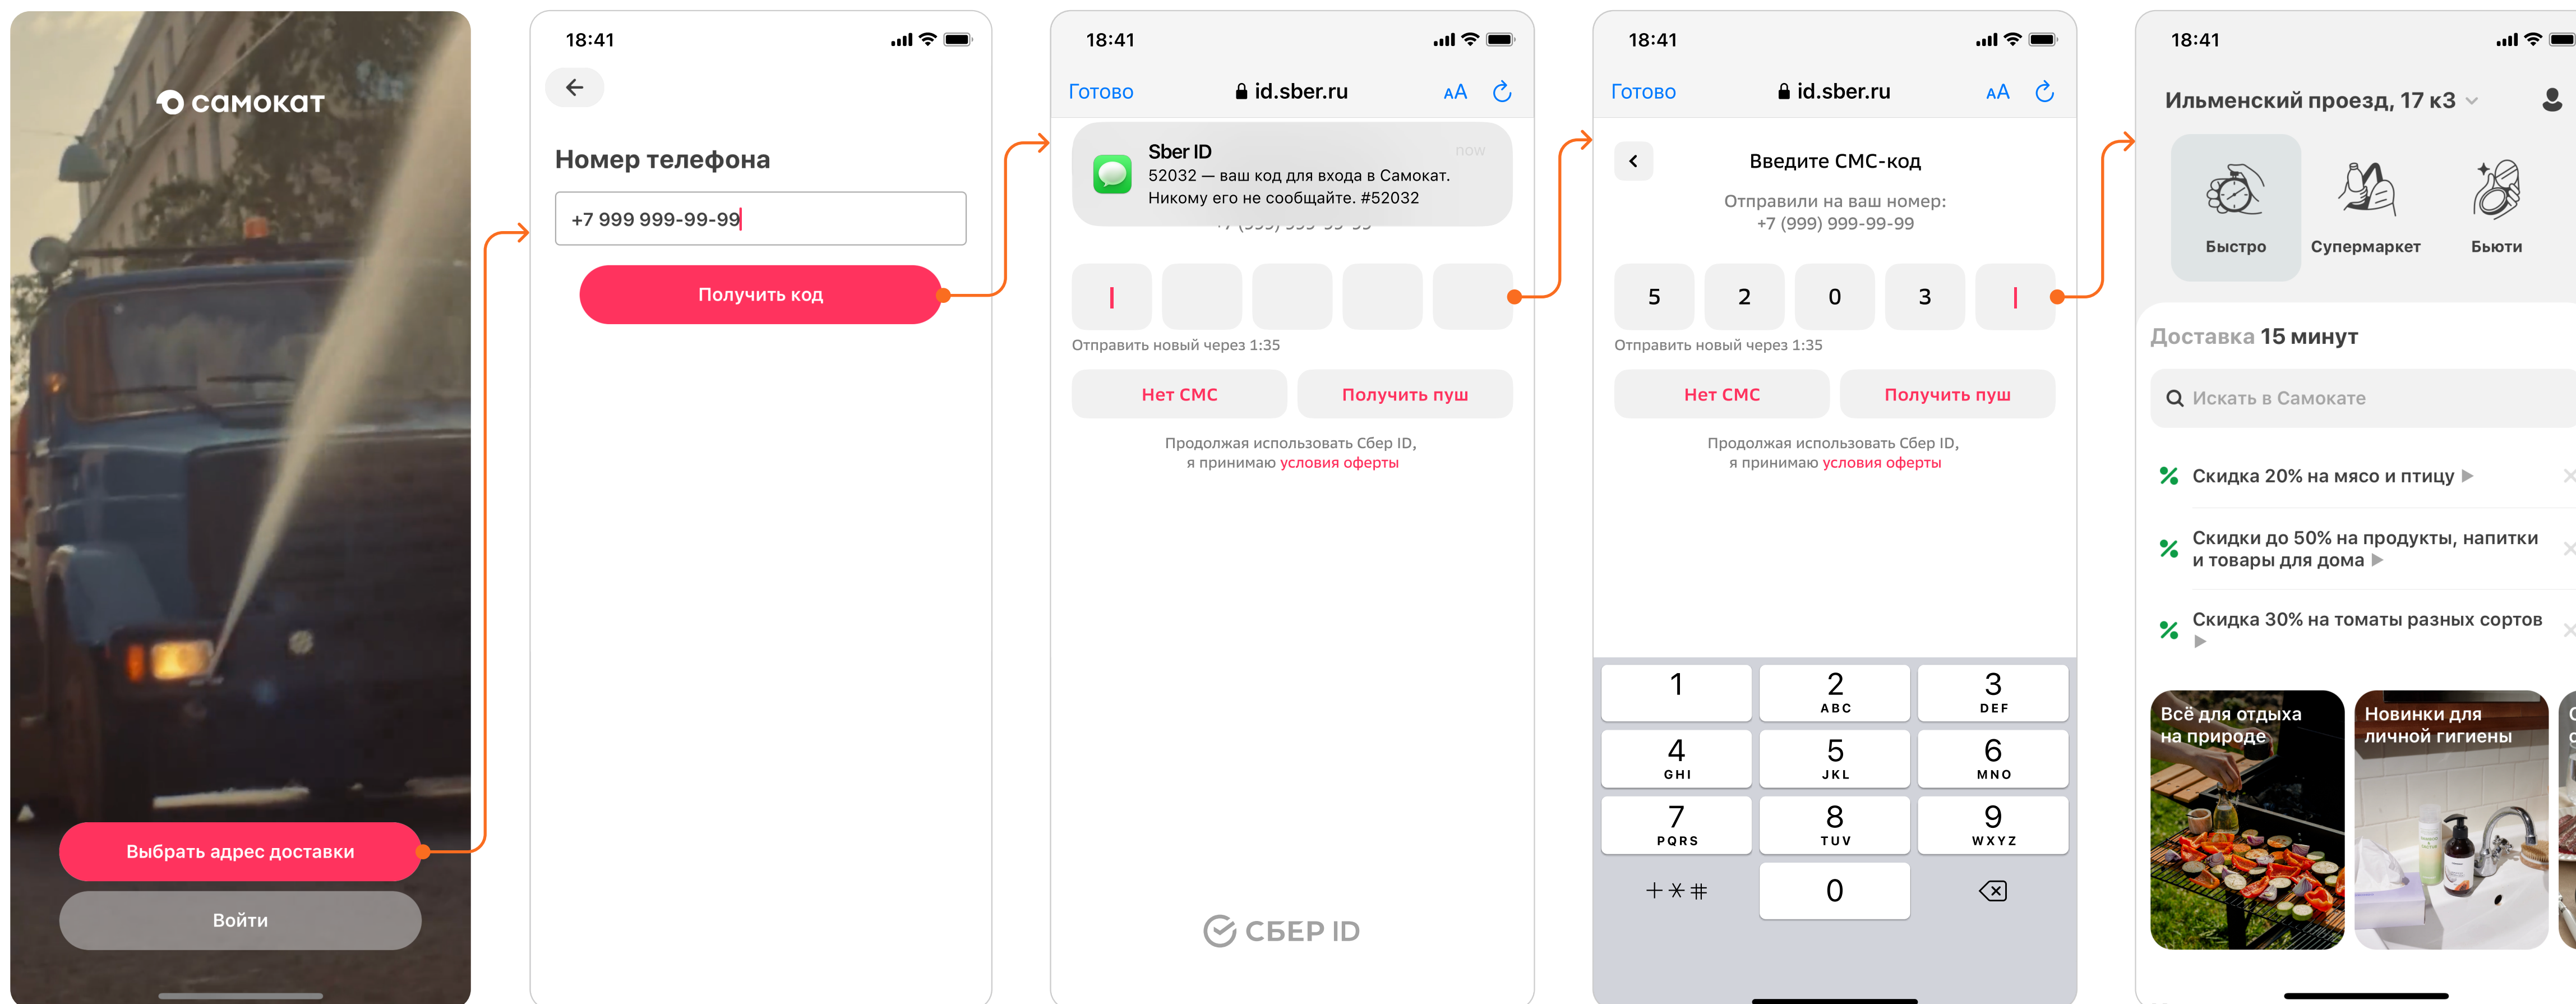 самокат
Выбрать адрес доставки
Войти
18:41
Номер телефона
+7 999 999-99-99
Получить код
18:41
Готово
id.sber.ru
AA
Sber ID
now
52032 — ваш код для входа в Самокат.
Никому его не сообщайте. #52032
+7 (999) 999-99-99
Отправить новый через 1:35
Нет СМС
Получить пуш
Продолжая использовать Сбер ID,
я принимаю условия оферты
СБЕР ID
18:41
Готово
id.sber.ru
AA
Введите СМС-код
Отправили на ваш номер:
+7 (999) 999-99-99
5 2 0 3
Отправить новый через 1:35
Нет СМС
Получить пуш
Продолжая использовать Сбер ID,
я принимаю условия оферты
1 2 3
ABC DEF
4 5 6
GHI JKL MNO
7 8 9
PQRS TUV WXYZ
+*# 0
18:41
Ильменский проезд, 17 к3
Быстро
Супермаркет
Бьюти
Доставка 15 минут
Искать в Самокате
Скидка 20% на мясо и птицу
Скидки до 50% на продукты, напитки
и товары для дома
Скидка 30% на томаты разных сортов
Всё для отдыха
на природе
Новинки для
личной гигиены